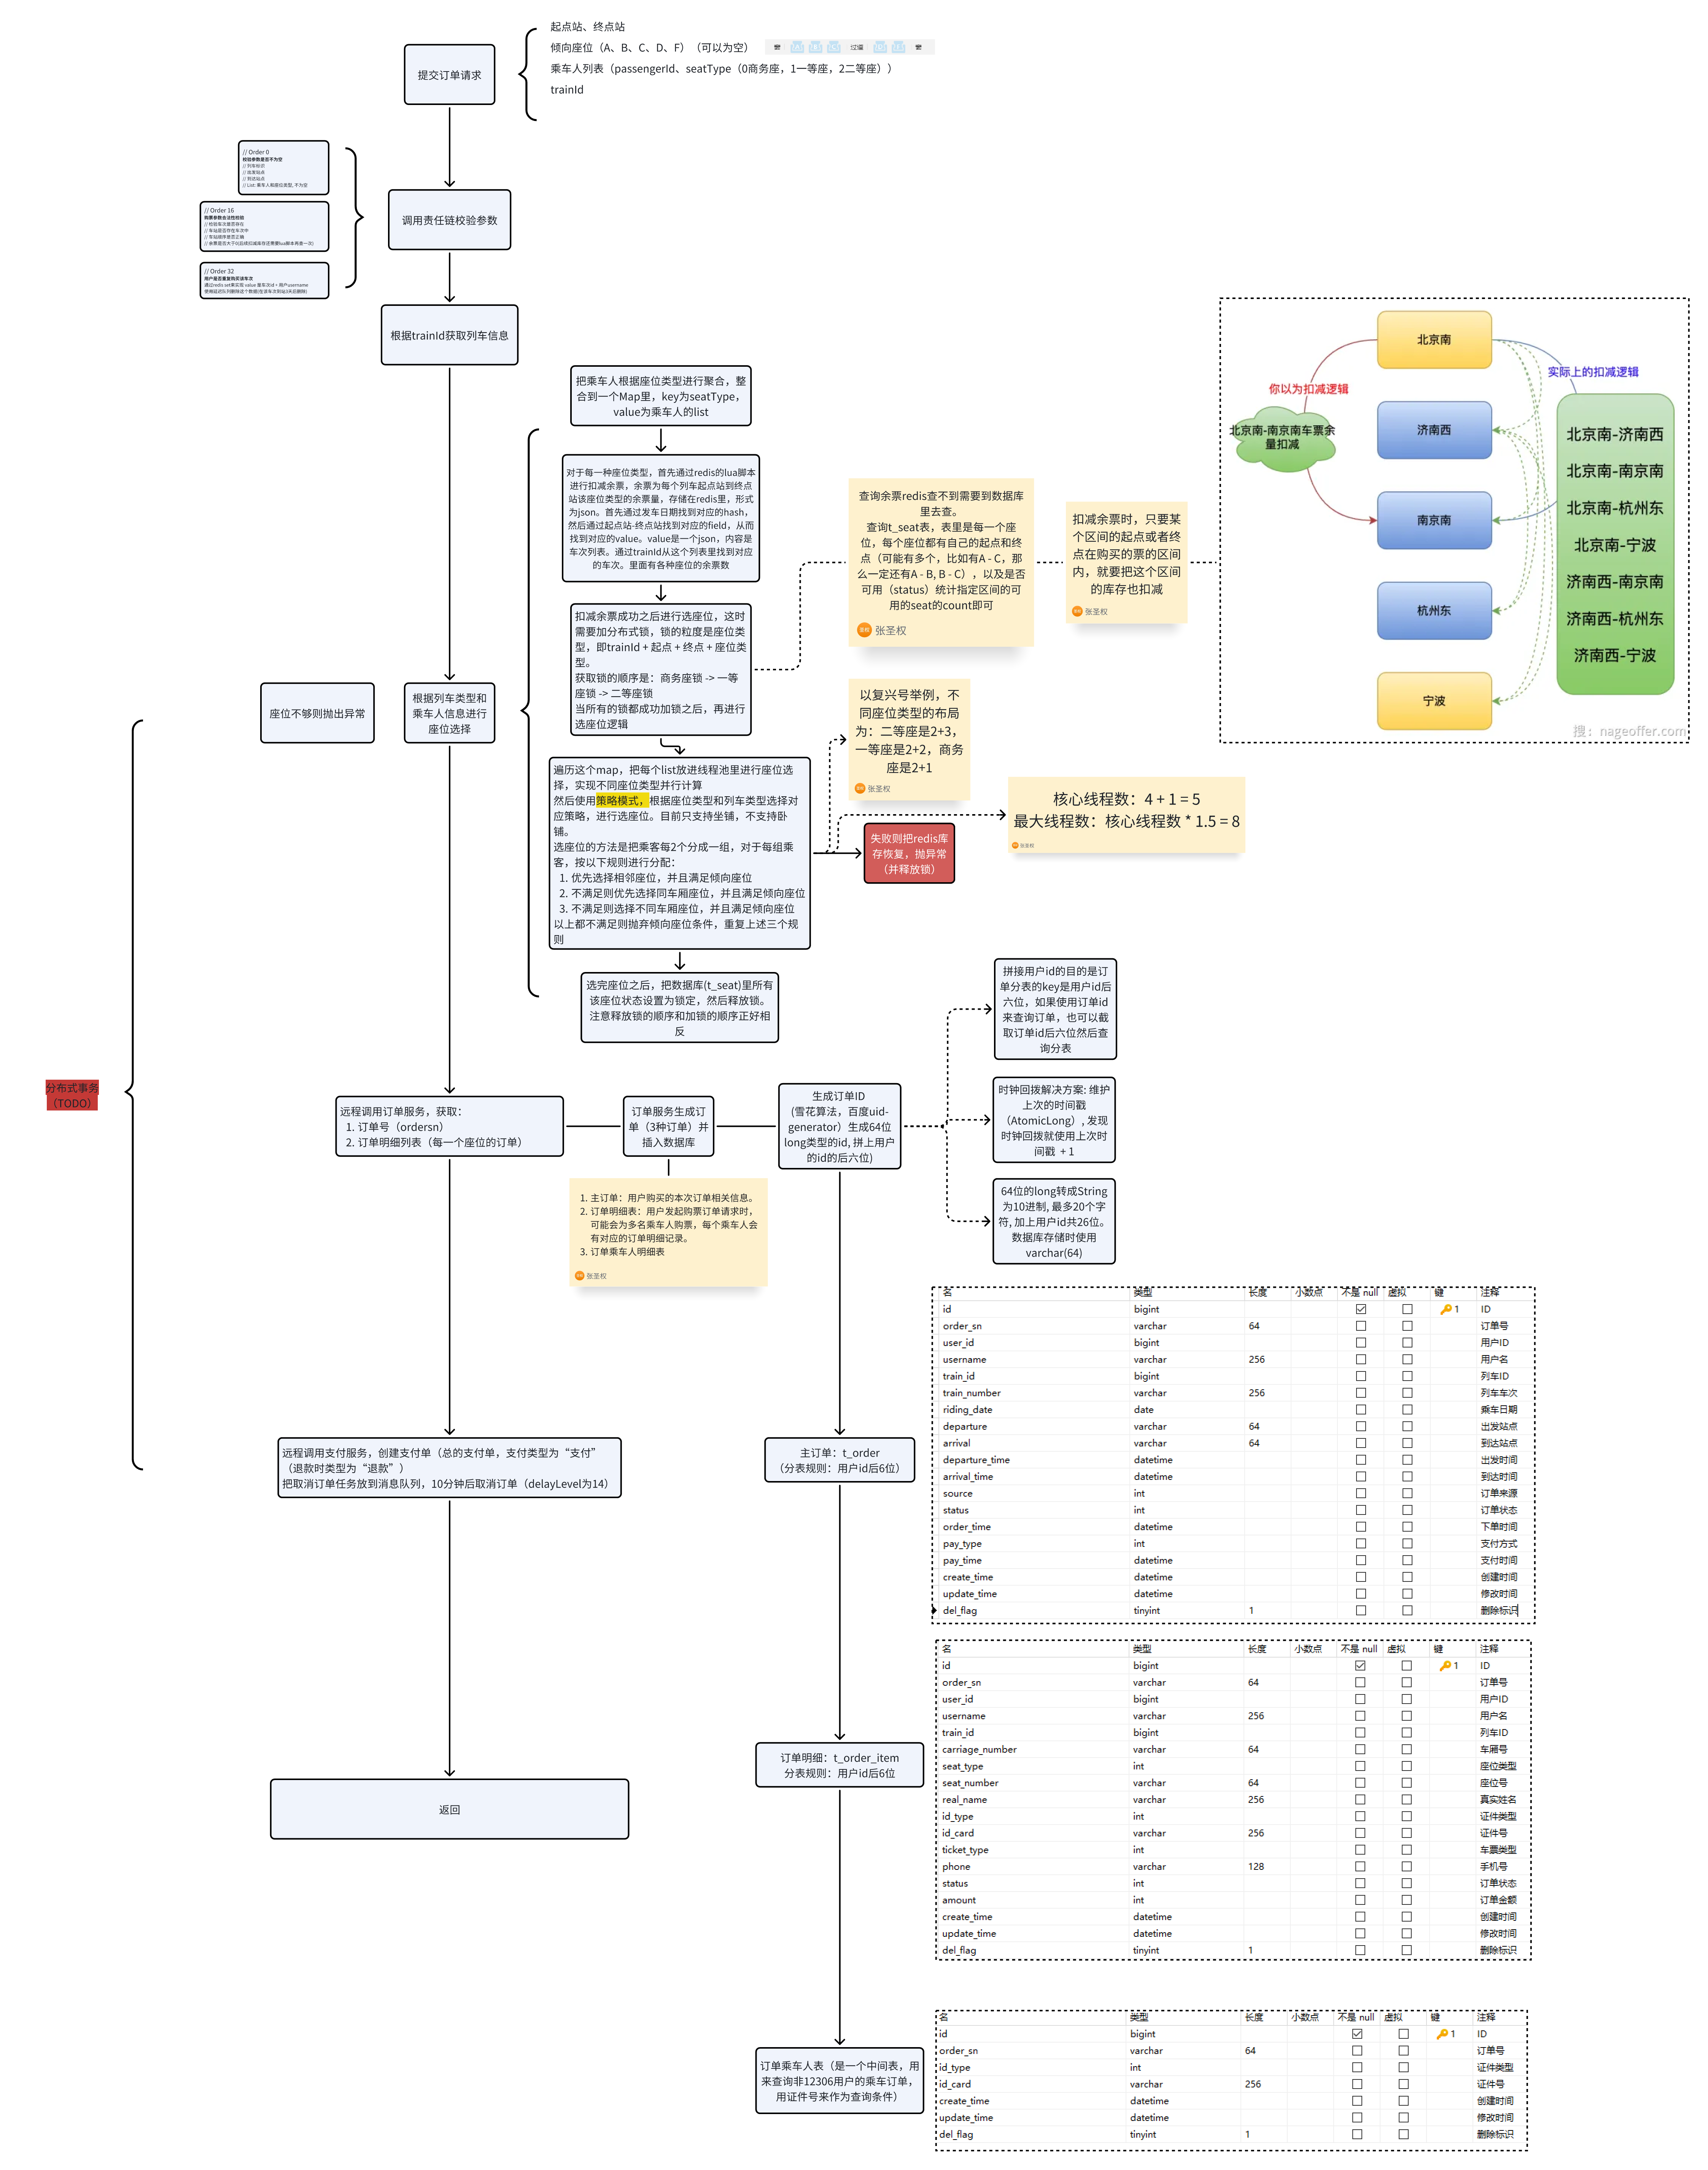 起点站、终点站
倾向座位（A、B、C、D、F）（可以为空）
窗
过道
窗
乘车人列表（passengerId、seatType（0商务座，1一等座，2二等座））
trainId
提交订单请求
// Order 0
校验参数是否不为空
// 列车标识
// 出发站点
// 到达站点
// List: 乘车人和座位类型, 不为空
// Order 16
购票参数合法性校验
// 检验车次是否存在
// 车站是否存在车次中
// 车站顺序是否正确
// Order 32
用户是否重复购买该车次
调用责任链校验参数
根据trainId获取列车信息
把乘车人根据座位类型进行聚合，整
合到一个Map里，key为seatType，
value为乘车人的list
对于每一种座位类型，首先通过redis的lua脚本
进行扣减余票，余票为每个列车起点站到终点
站该座位类型的余票量，存储在redis里，形式
为json。首先通过发车日期找到对应的hash，
然后通过起点站-终点站找到对应的field，从而
找到对应的value。value是一个json，内容是
车次列表。通过trainId从这个列表里找到对应
的车次。里面有各种座位的余票数
扣减余票成功之后进行选座位，这时
需要加分布式锁，锁的粒度是座位类
型，即trainId + 起点 + 终点 + 座位类
型。
获取锁的顺序是：商务座锁 -> 一等
座锁 -> 二等座锁
当所有的锁都成功加锁之后，再进行
选座位逻辑
查询余票redis查不到需要到数据库
里去查。
查询t_seat表，表里是每一个座
位，每个座位都有自己的起点和终
点（可能有多个，比如有A - C，那
么一定还有A - B, B - C），以及是否
可用（status）统计指定区间的可
用的seat的count即可
张圣权
扣减余票时，只要某
个区间的起点或者终
点在购买的票的区间
内，就要把这个区间
的库存也扣减
张圣权
北京南
济南西
南京南
杭州东
宁波
你以为扣减逻辑
北京南-南京南车票余
量扣减
实际上的扣减逻辑
北京南-济南西
北京南-南京南
北京南-杭州东
北京南-宁波
济南西-南京南
济南西-杭州东
济南西-宁波
搜：nageoffer.com
座位不够则抛出异常
根据列车类型和
乘车人信息进行
座位选择
以复兴号举例，不
同座位类型的布局
为：二等座是2+3，
一等座是2+2，商务
座是2+1
张圣权
遍历这个map，把每个list放进线程池里进行座位选
择，实现不同座位类型并行计算
然后使用策略模式，根据座位类型和列车类型选择对
应策略，进行选座位。目前只支持坐铺，不支持卧
铺。
选座位的方法是把乘客每2个分成一组，对于每组乘
客，按以下规则进行分配：
1. 优先选择相邻座位，并且满足倾向座位
2. 不满足则优先选择同车厢座位，并且满足倾向座位
3. 不满足则选择不同车厢座位，并且满足倾向座位
以上都不满足则抛弃倾向座位条件，重复上述三个规
则
核心线程数：4 + 1 = 5
最大线程数：核心线程数 * 1.5 = 8
张圣权
失败则把redis库
存恢复，抛异常
（并释放锁）
选完座位之后，把数据库(t_seat)里所有
该座位状态设置为锁定，然后释放锁。
注意释放锁的顺序和加锁的顺序正好相
反
分布式事务
（TODO）
远程调用订单服务，获取：
1. 订单号（ordersn）
2. 订单明细列表（每一个座位的订单）
订单服务生成订
单（3种订单）并
插入数据库
1. 主订单：用户购买的本次订单相关信息。
2. 订单明细表：用户发起购票订单请求时，
可能会为多名乘车人购票，每个乘车人会
有对应的订单明细记录。
3. 订单乘车人明细表
张圣权
生成订单ID
(雪花算法，百度uid-
generator）生成64位
long类型的id, 拼上用户
的id的后六位)
拼接用户id的目的是订
单分表的key是用户id后
六位，如果使用订单id
来查询订单，也可以截
取订单id后六位然后查
询分表
时钟回拨解决方案: 维护
上次的时间戳
（AtomicLong）, 发现
时钟回拨就使用上次时
间戳 + 1
64位的long转成String
为10进制, 最多20个字
符, 加上用户id共26位。
数据库存储时使用
varchar(64)
远程调用支付服务，创建支付单（总的支付单，支付类型为“支付”
（退款时类型为“退款”）
把取消订单任务放到消息队列，10分钟后取消订单（delayLevel为14）
返回
主订单：t_order
（分表规则：用户id后6位）
名 类型 长度 小数点 不是 null 虚拟 键 注释
id bigint 1 ID
order_sn varchar 64 订单号
user_id bigint 用户ID
username varchar 256 用户名
train_id bigint 列车ID
train_number varchar 256 列车车次
riding_date date 乘车日期
departure varchar 64 出发站点
arrival varchar 64 到达站点
departure_time datetime 出发时间
arrival_time datetime 到达时间
source int 订单来源
status int 订单状态
order_time datetime 下单时间
pay_type int 支付方式
pay_time datetime 支付时间
create_time datetime 创建时间
update_time datetime 修改时间
del_flag tinyint 1 删除标识
订单明细：t_order_item
分表规则：用户id后6位
名 类型 长度 小数点 不是 null 虚拟 键 注释
id bigint 1 ID
order_sn varchar 64 订单号
user_id bigint 用户ID
username varchar 256 用户名
train_id bigint 列车ID
carriage_number varchar 64 车厢号
seat_type int 座位类型
seat_number varchar 64 座位号
real_name varchar 256 真实姓名
id_type int 证件类型
id_card varchar 256 证件号
ticket_type int 车票类型
phone varchar 128 手机号
status int 订单状态
amount int 订单金额
create_time datetime 创建时间
update_time datetime 修改时间
del_flag tinyint 1 删除标识
订单乘车人表（是一个中间表，用
来查询非12306用户的乘车订单，
用证件号来作为查询条件）
名 类型 长度 小数点 不是 null 虚拟 键 注释
id bigint 1 ID
order_sn varchar 64 订单号
id_type int 证件类型
id_card varchar 256 证件号
create_time datetime 创建时间
update_time datetime 修改时间
del_flag tinyint 1 删除标识